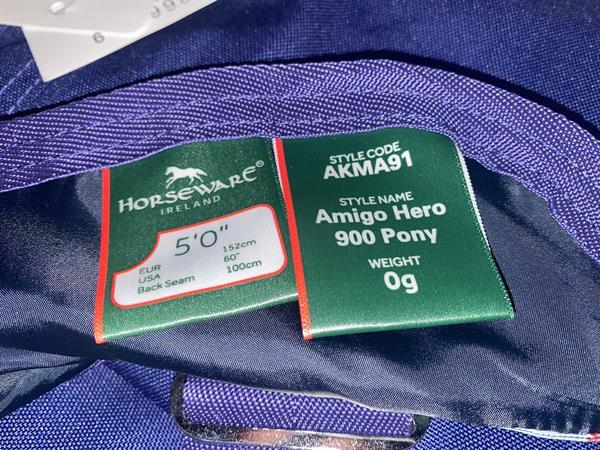 HORSEWARE®
IRELAND
5'0"
EUR 152cm
USA 60"
Back Seam 100cm
STYLE CODE
AKMA91
STYLE NAME
Amigo Hero
900 Pony
WEIGHT
0g